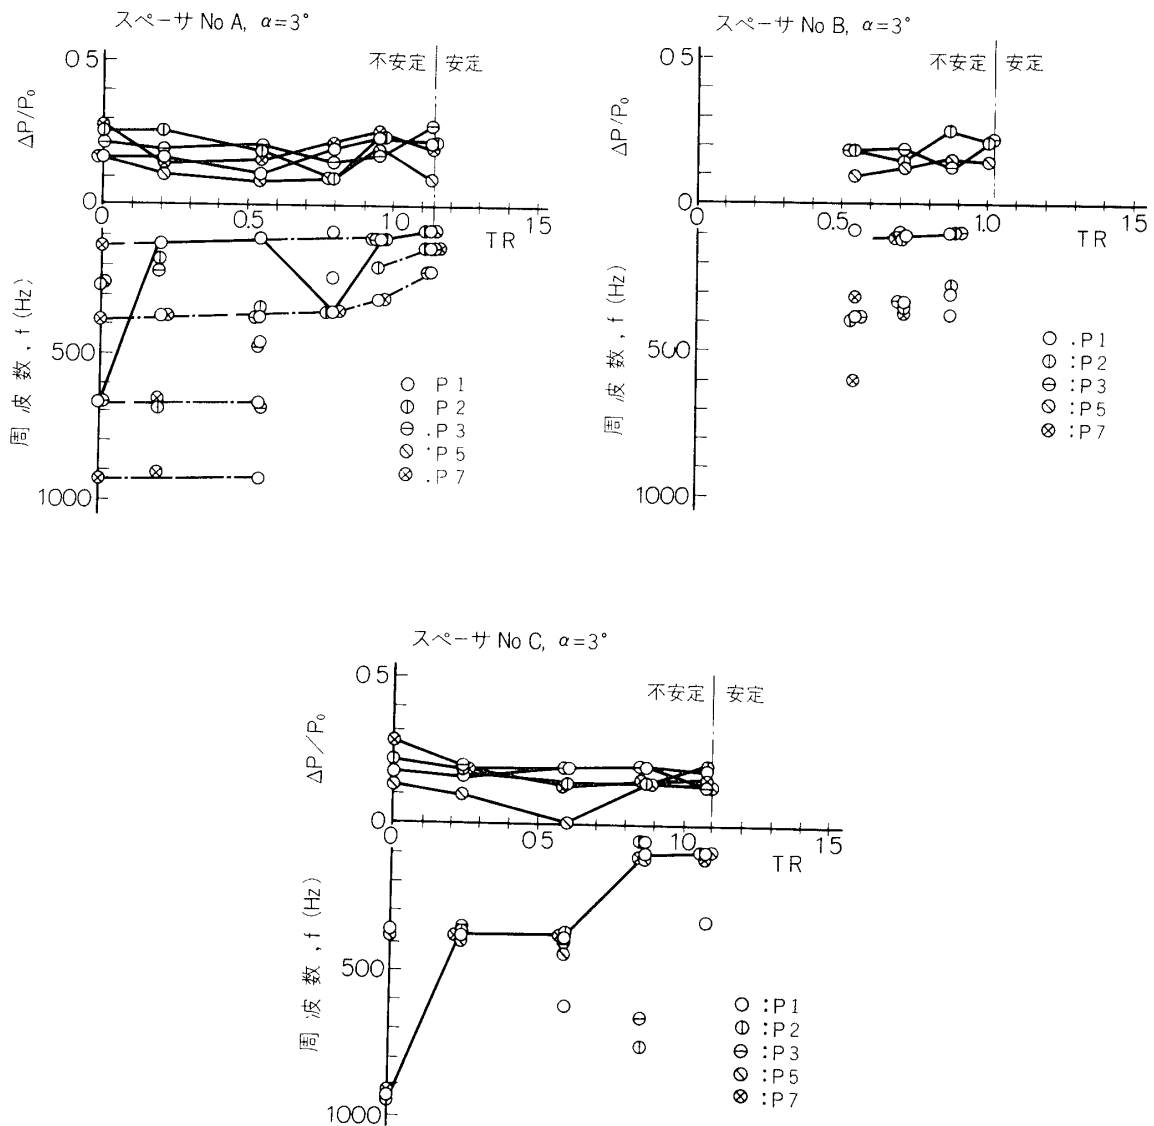 スペーサ No A, α=3°
不安定 安定
0 5
ΔP/P₀
0
0 0.5 1.0 1 5
TR
周波数, f (Hz)
500
1000
○ P1
P2
.P3
:P5
.P7
スペーサ No B, α=3°
不安定 安定
0 5
ΔP/P₀
0
0 0.5 1.0 1 5
TR
周波数, f (Hz)
500
1000
○ .P1
:P2
:P3
:P5
:P7
スペーサ No C, α=3°
不安定 安定
0 5
ΔP/P₀
0
0 0 5 1 0 1 5
TR
周波数, f (Hz)
500
1000
○ :P1
:P2
:P3
:P5
:P7